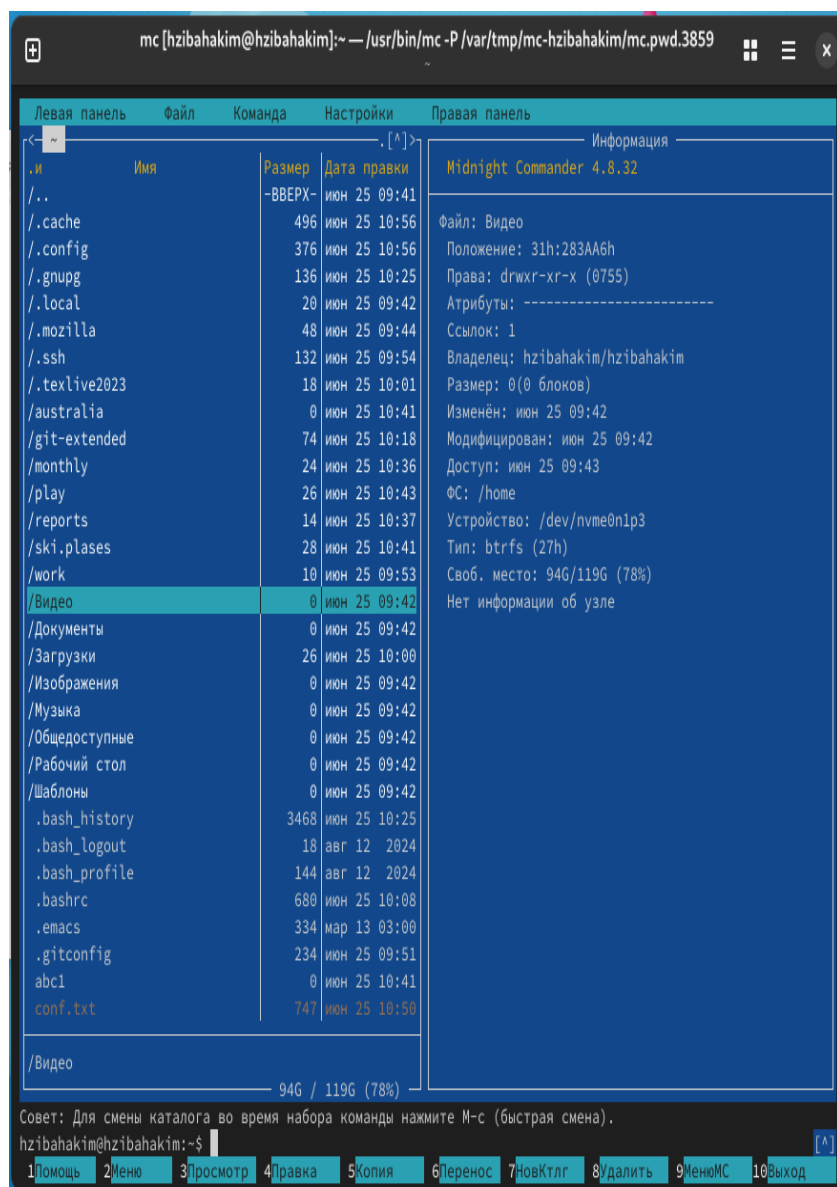 mc [hzibahakim@hzibahakim]:~ — /usr/bin/mc -P /var/tmp/mc-hzibahakim/mc.pwd.3859
~
Левая панель Файл Команда Настройки Правая панель
<- ~ .[^]>
.и Имя Размер Дата правки
/.. -ВВЕРХ- июн 25 09:41
/.cache 496 июн 25 10:56
/.config 376 июн 25 10:56
/.gnupg 136 июн 25 10:25
/.local 20 июн 25 09:42
/.mozilla 48 июн 25 09:44
/.ssh 132 июн 25 09:54
/.texlive2023 18 июн 25 10:01
/australia 0 июн 25 10:41
/git-extended 74 июн 25 10:18
/monthly 24 июн 25 10:36
/play 26 июн 25 10:43
/reports 14 июн 25 10:37
/ski.plases 28 июн 25 10:41
/work 10 июн 25 09:53
/Видео 0 июн 25 09:42
/Документы 0 июн 25 09:42
/Загрузки 26 июн 25 10:00
/Изображения 0 июн 25 09:42
/Музыка 0 июн 25 09:42
/Общедоступные 0 июн 25 09:42
/Рабочий стол 0 июн 25 09:42
/Шаблоны 0 июн 25 09:42
.bash_history 3468 июн 25 10:25
.bash_logout 18 авг 12 2024
.bash_profile 144 авг 12 2024
.bashrc 680 июн 25 10:08
.emacs 334 мар 13 03:00
.gitconfig 234 июн 25 09:51
abc1 0 июн 25 10:41
conf.txt 747 июн 25 10:50
/Видео
94G / 119G (78%)
Информация
Midnight Commander 4.8.32
Файл: Видео
Положение: 31h:283AA6h
Права: drwxr-xr-x (0755)
Атрибуты: -------------------------
Ссылок: 1
Владелец: hzibahakim/hzibahakim
Размер: 0(0 блоков)
Изменён: июн 25 09:42
Модифицирован: июн 25 09:42
Доступ: июн 25 09:43
ФС: /home
Устройство: /dev/nvme0n1p3
Тип: btrfs (27h)
Своб. место: 94G/119G (78%)
Нет информации об узле
Совет: Для смены каталога во время набора команды нажмите M-c (быстрая смена).
hzibahakim@hzibahakim:~$ [^]
1Помощь 2Меню 3Просмотр 4Правка 5Копия 6Перенос 7НовКтлг 8Удалить 9МенюMC 10Выход